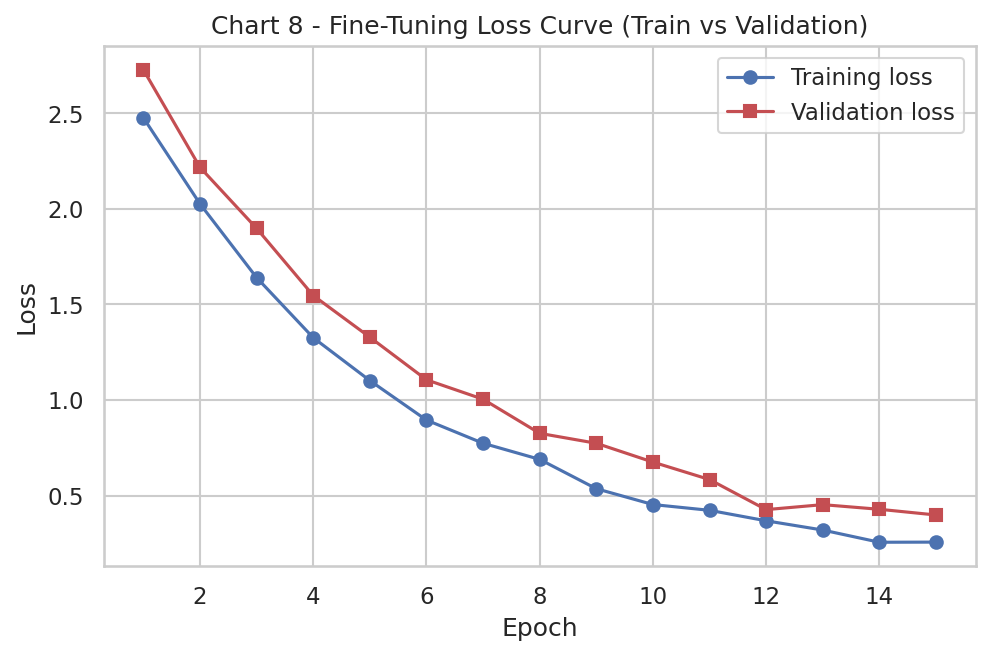 Chart 8 - Fine-Tuning Loss Curve (Train vs Validation)
Training loss
Validation loss
2.5
2.0
1.5
1.0
0.5
Loss
2 4 6 8 10 12 14
Epoch